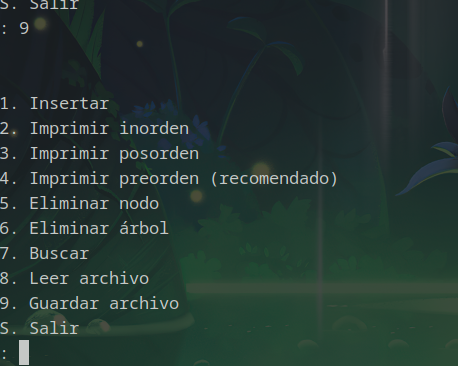 S. Salir
: 9
1. Insertar
2. Imprimir inorden
3. Imprimir posorden
4. Imprimir preorden (recomendado)
5. Eliminar nodo
6. Eliminar árbol
7. Buscar
8. Leer archivo
9. Guardar archivo
S. Salir
: